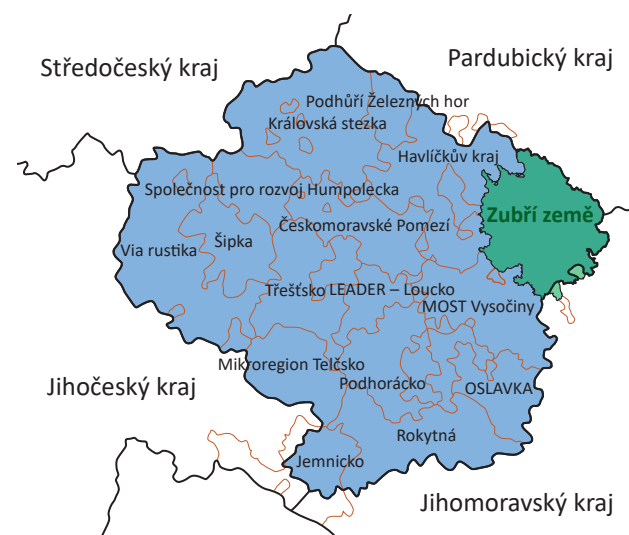 Středočeský kraj
Pardubický kraj
Podhůří Železných hor
Královská stezka
Havlíčkův kraj
Společnost pro rozvoj Humpolecka
Zubří země
Českomoravské Pomezí
Šipka
Via rustika
Třešťsko LEADER – Loucko
MOST Vysočiny
Mikroregion Telčsko
Podhorácko
OSLAVKA
Jihočeský kraj
Rokytná
Jemnicko
Jihomoravský kraj